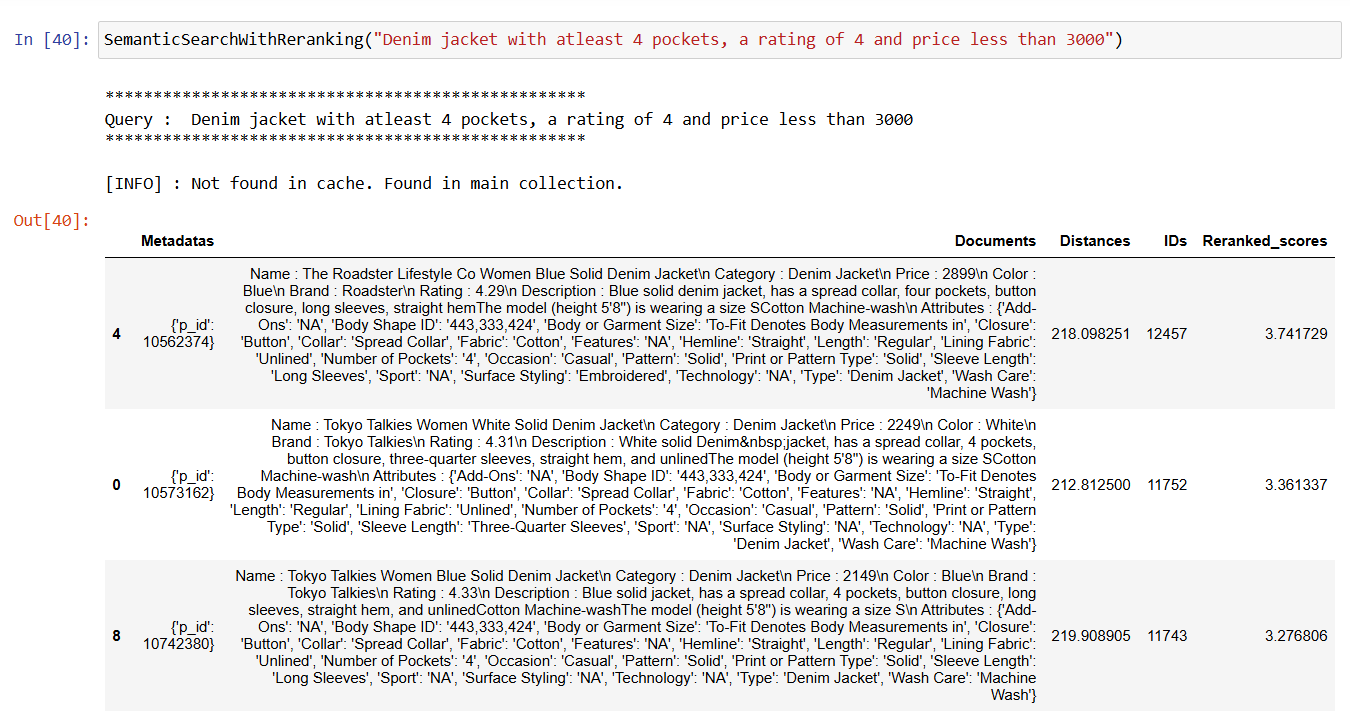 In [40]: SemanticSearchWithReranking("Denim jacket with atleast 4 pockets, a rating of 4 and price less than 3000")
**************************************************
Query :  Denim jacket with atleast 4 pockets, a rating of 4 and price less than 3000
**************************************************
[INFO] : Not found in cache. Found in main collection.
Out[40]:
Metadatas Documents Distances IDs Reranked_scores
Name : The Roadster Lifestyle Co Women Blue Solid Denim Jacket\n Category : Denim Jacket\n Price : 2899\n Color :
Blue\n Brand : Roadster\n Rating : 4.29\n Description : Blue solid denim jacket, has a spread collar, four pockets, button
closure, long sleeves, straight hemThe model (height 5'8") is wearing a size SCotton Machine-wash\n Attributes : {'Add-
4 {'p_id': 10562374} Ons': 'NA', 'Body Shape ID': '443,333,424', 'Body or Garment Size': 'To-Fit Denotes Body Measurements in', 'Closure': 218.098251 12457 3.741729
'Button', 'Collar': 'Spread Collar', 'Fabric': 'Cotton', 'Features': 'NA', 'Hemline': 'Straight', 'Length': 'Regular', 'Lining Fabric':
'Unlined', 'Number of Pockets': '4', 'Occasion': 'Casual', 'Pattern': 'Solid', 'Print or Pattern Type': 'Solid', 'Sleeve Length':
'Long Sleeves', 'Sport': 'NA', 'Surface Styling': 'Embroidered', 'Technology': 'NA', 'Type': 'Denim Jacket', 'Wash Care':
'Machine Wash'}
Name : Tokyo Talkies Women White Solid Denim Jacket\n Category : Denim Jacket\n Price : 2249\n Color : White\n
Brand : Tokyo Talkies\n Rating : 4.31\n Description : White solid Denim&nbsp;jacket, has a spread collar, 4 pockets,
button closure, three-quarter sleeves, straight hem, and unlinedThe model (height 5'8") is wearing a size SCotton
0 {'p_id': 10573162} Machine-wash\n Attributes : {'Add-Ons': 'NA', 'Body Shape ID': '443,333,424', 'Body or Garment Size': 'To-Fit Denotes 212.812500 11752 3.361337
Body Measurements in', 'Closure': 'Button', 'Collar': 'Spread Collar', 'Fabric': 'Cotton', 'Features': 'NA', 'Hemline': 'Straight',
'Length': 'Regular', 'Lining Fabric': 'Unlined', 'Number of Pockets': '4', 'Occasion': 'Casual', 'Pattern': 'Solid', 'Print or Pattern
Type': 'Solid', 'Sleeve Length': 'Three-Quarter Sleeves', 'Sport': 'NA', 'Surface Styling': 'NA', 'Technology': 'NA', 'Type':
'Denim Jacket', 'Wash Care': 'Machine Wash'}
Name : Tokyo Talkies Women Blue Solid Denim Jacket\n Category : Denim Jacket\n Price : 2149\n Color : Blue\n Brand :
Tokyo Talkies\n Rating : 4.33\n Description : Blue solid jacket, has a spread collar, 4 pockets, button closure, long
sleeves, straight hem, and unlinedCotton Machine-washThe model (height 5'8") is wearing a size S\n Attributes : {'Add-
8 {'p_id': 10742380} Ons': 'NA', 'Body Shape ID': '443,333,424', 'Body or Garment Size': 'To-Fit Denotes Body Measurements in', 'Closure': 219.908905 11743 3.276806
'Button', 'Collar': 'Spread Collar', 'Fabric': 'Cotton', 'Features': 'NA', 'Hemline': 'Straight', 'Length': 'Regular', 'Lining Fabric':
'Unlined', 'Number of Pockets': '4', 'Occasion': 'Casual', 'Pattern': 'Solid', 'Print or Pattern Type': 'Solid', 'Sleeve Length':
'Long Sleeves', 'Sport': 'NA', 'Surface Styling': 'NA', 'Technology': 'NA', 'Type': 'Denim Jacket', 'Wash Care': 'Machine
Wash'}